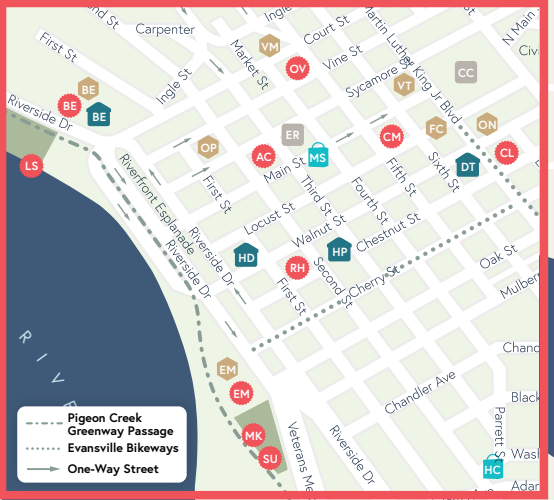 nd St
Carpenter
Ingle
Court St
Martin Luther King Jr Blvd
N Main
First St
Market St
Vine St
Civi
VM
OV
CC
Ingle St
Sycamore St
VT
BE
BE
BE
Riverside Dr
ER
OP
AC
MS
CM
FC
ON
CL
LS
Main St
DT
Riverfront Esplanade
First St
Third St
Fourth St
Fifth St
Sixth St
Locust St
Walnut St
Chestnut St
Riverside Dr
Riverside Dr
HD
HP
RH
Oak St
Second St
First St
Cherry St
Mulber
R I V E
Chand
EM
EM
Chandler Ave
Black
Pigeon Creek
Greenway Passage
Evansville Bikeways
One-Way Street
MK
SU
Veterans Me
Riverside Dr
Parrett St
Wash
HC
Adar